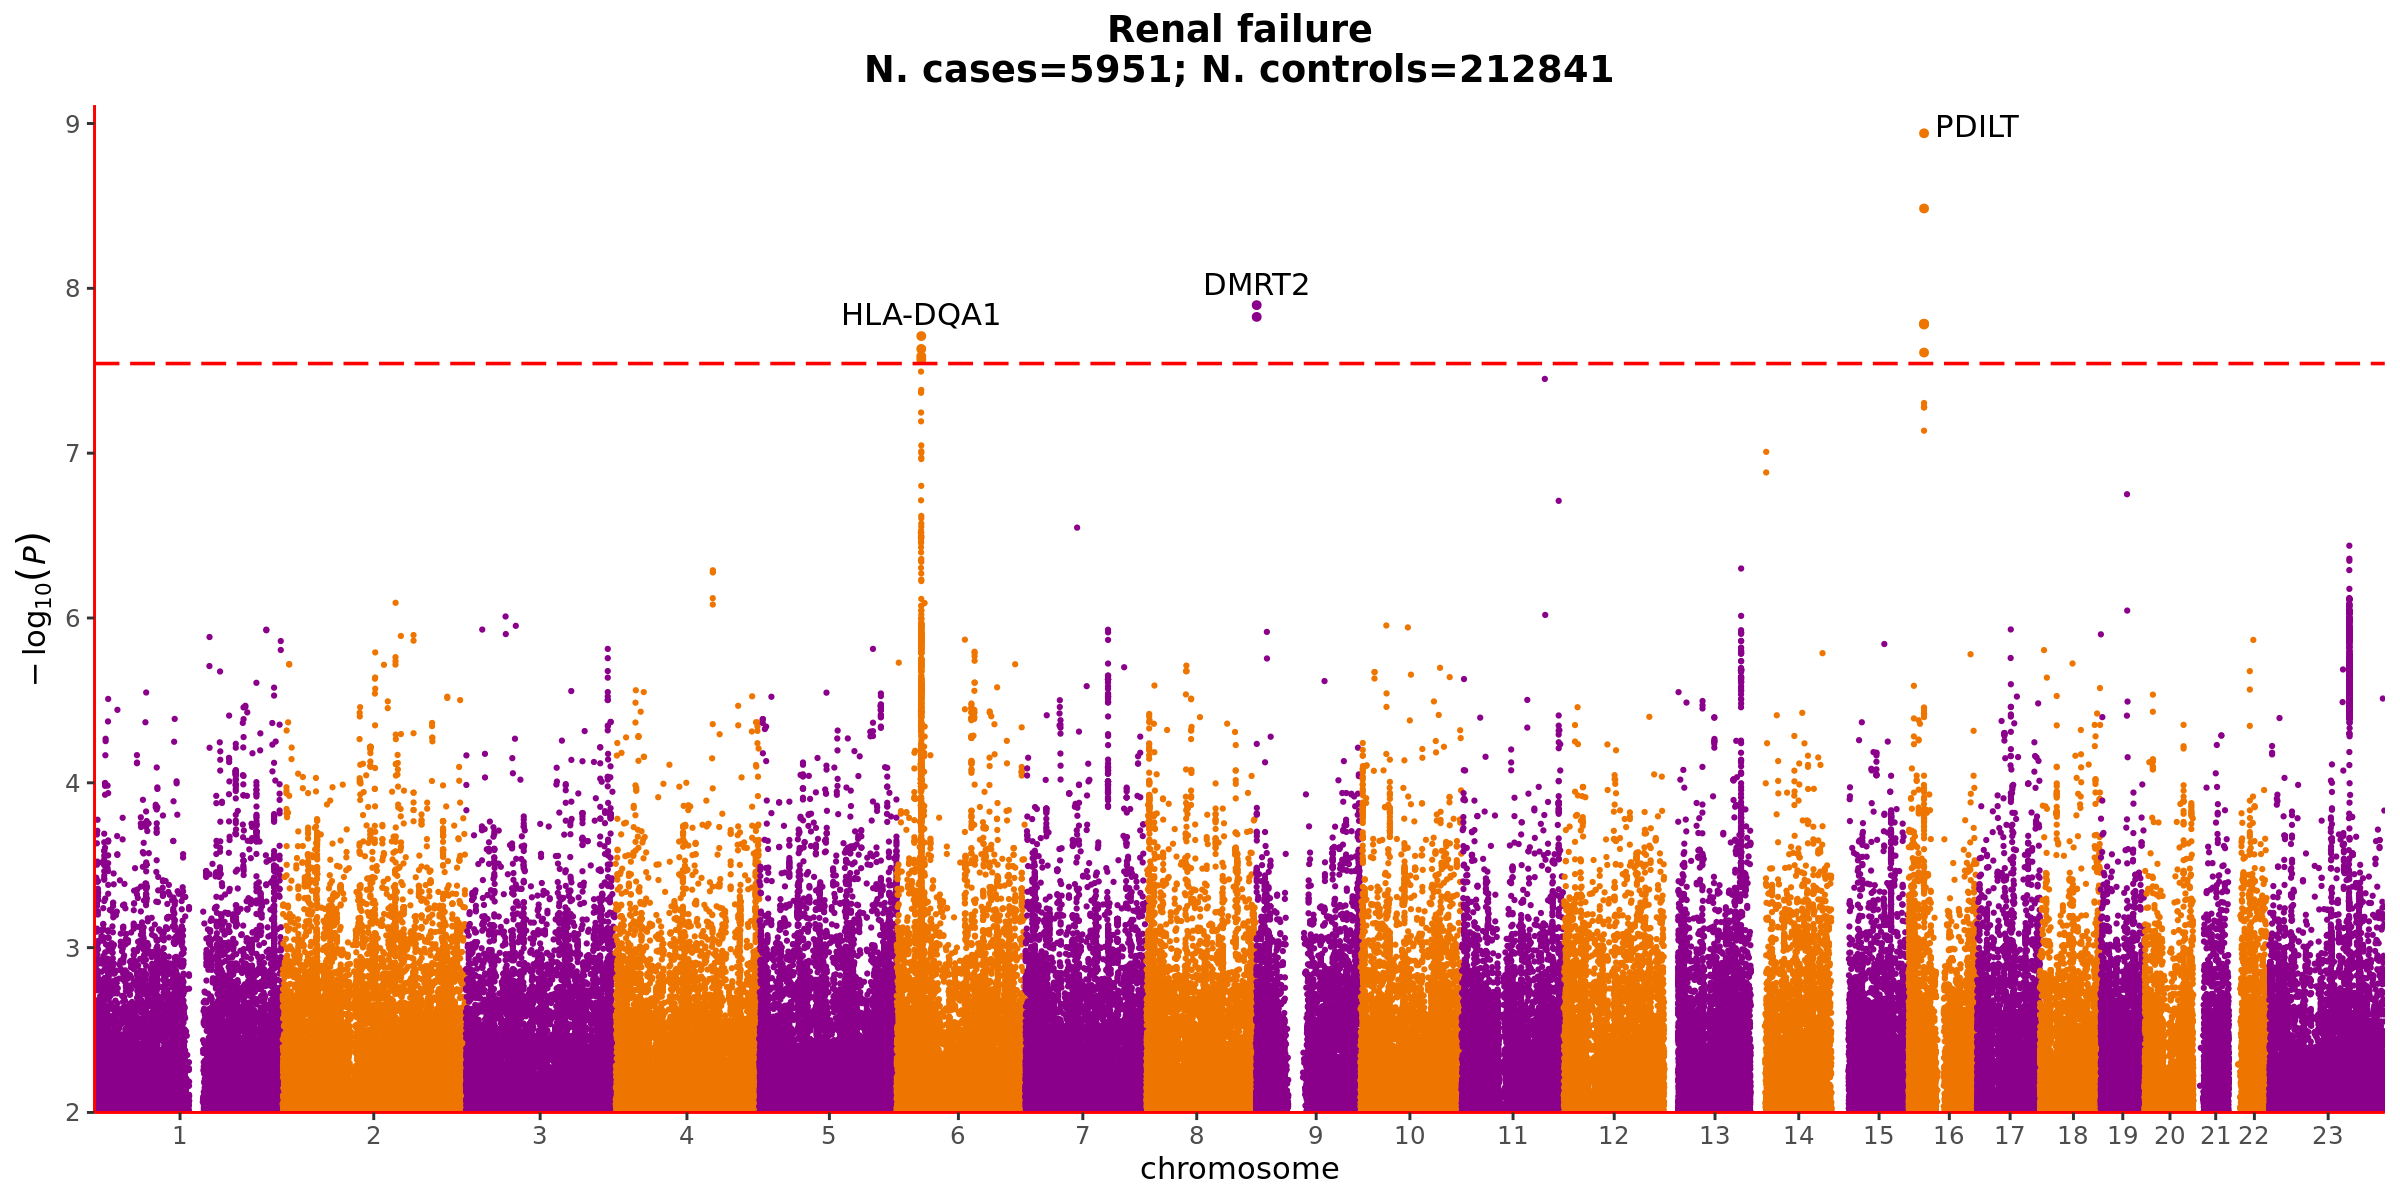 Renal failure
N. cases=5951; N. controls=212841
9
PDILT
8
DMRT2
HLA-DQA1
7
−log10(P)
6
5
4
3
2
1 2 3 4 5 6 7 8 9 10 11 12 13 14 15 16 17 18 19 20 21 22 23
chromosome